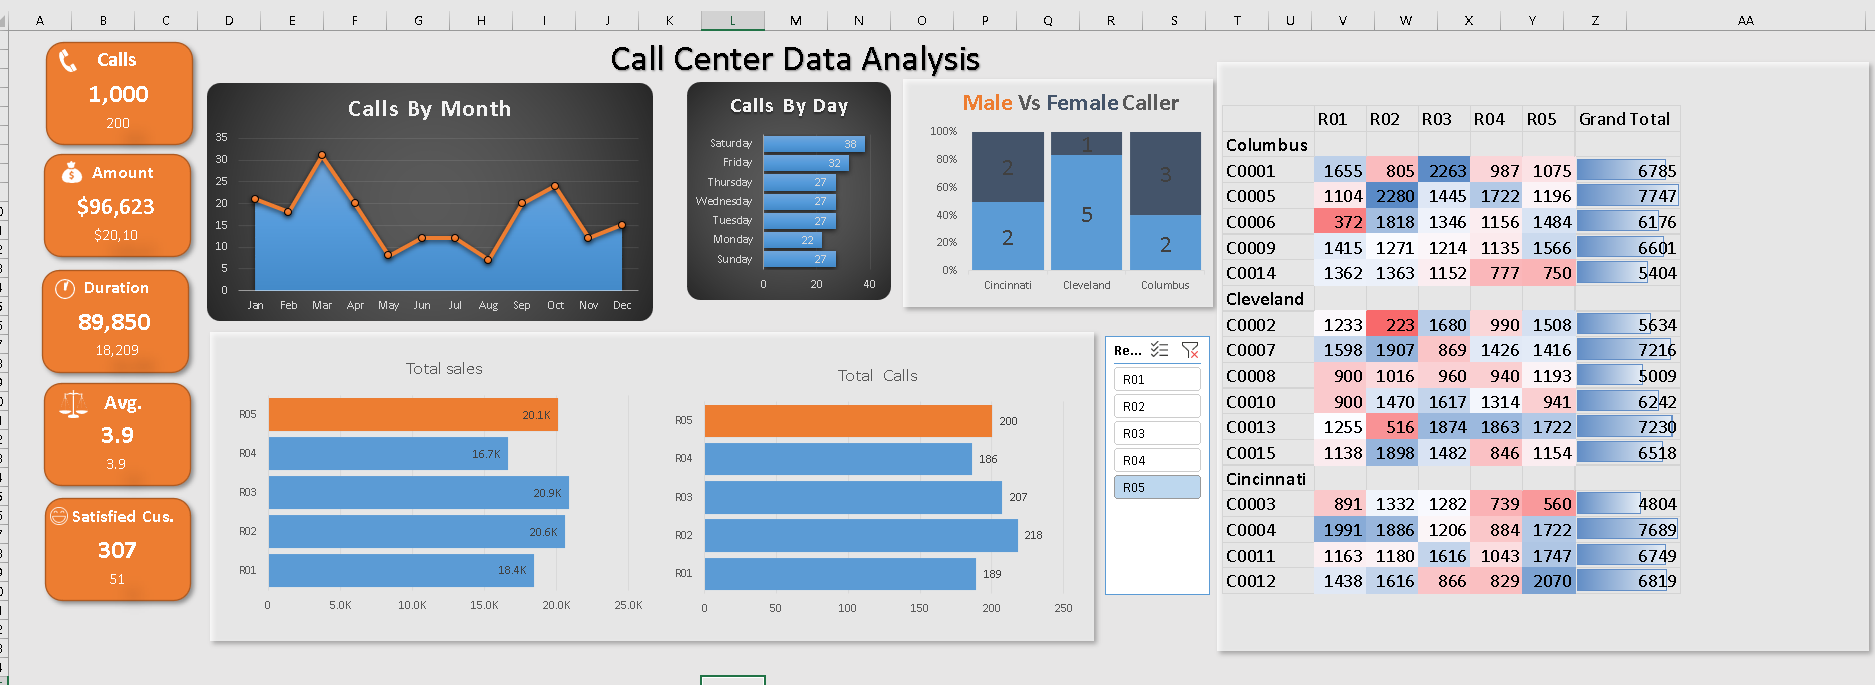 A B C D E F G H I J K L M N O P Q R S T U V W X Y Z AA
Call Center Data Analysis
Calls
1,000
200
Amount
$96,623
$20,10
Duration
89,850
18,209
Avg.
3.9
3.9
Satisfied Cus.
307
51
Calls By Month
35
30
25
20
15
10
5
0
Jan Feb Mar Apr May Jun Jul Aug Sep Oct Nov Dec
Calls By Day
Saturday 38
Friday 32
Thursday 27
Wednesday 27
Tuesday 27
Monday 22
Sunday 27
0 20 40
Male Vs Female Caller
100%
80%
60%
40%
20%
0%
2 1 3
2 5 2
Cincinnati Cleveland Columbus
Total sales
R05 20.1K
R04 16.7K
R03 20.9K
R02 20.6K
R01 18.4K
0 5.0K 10.0K 15.0K 20.0K 25.0K
Total Calls
R05 200
R04 186
R03 207
R02 218
R01 189
0 50 100 150 200 250
Re...
R01
R02
R03
R04
R05
R01 R02 R03 R04 R05 Grand Total
Columbus
C0001 1655 805 2263 987 1075 6785
C0005 1104 2280 1445 1722 1196 7747
C0006 372 1818 1346 1156 1484 6176
C0009 1415 1271 1214 1135 1566 6601
C0014 1362 1363 1152 777 750 5404
Cleveland
C0002 1233 223 1680 990 1508 5634
C0007 1598 1907 869 1426 1416 7216
C0008 900 1016 960 940 1193 5009
C0010 900 1470 1617 1314 941 6242
C0013 1255 516 1874 1863 1722 7230
C0015 1138 1898 1482 846 1154 6518
Cincinnati
C0003 891 1332 1282 739 560 4804
C0004 1991 1886 1206 884 1722 7689
C0011 1163 1180 1616 1043 1747 6749
C0012 1438 1616 866 829 2070 6819